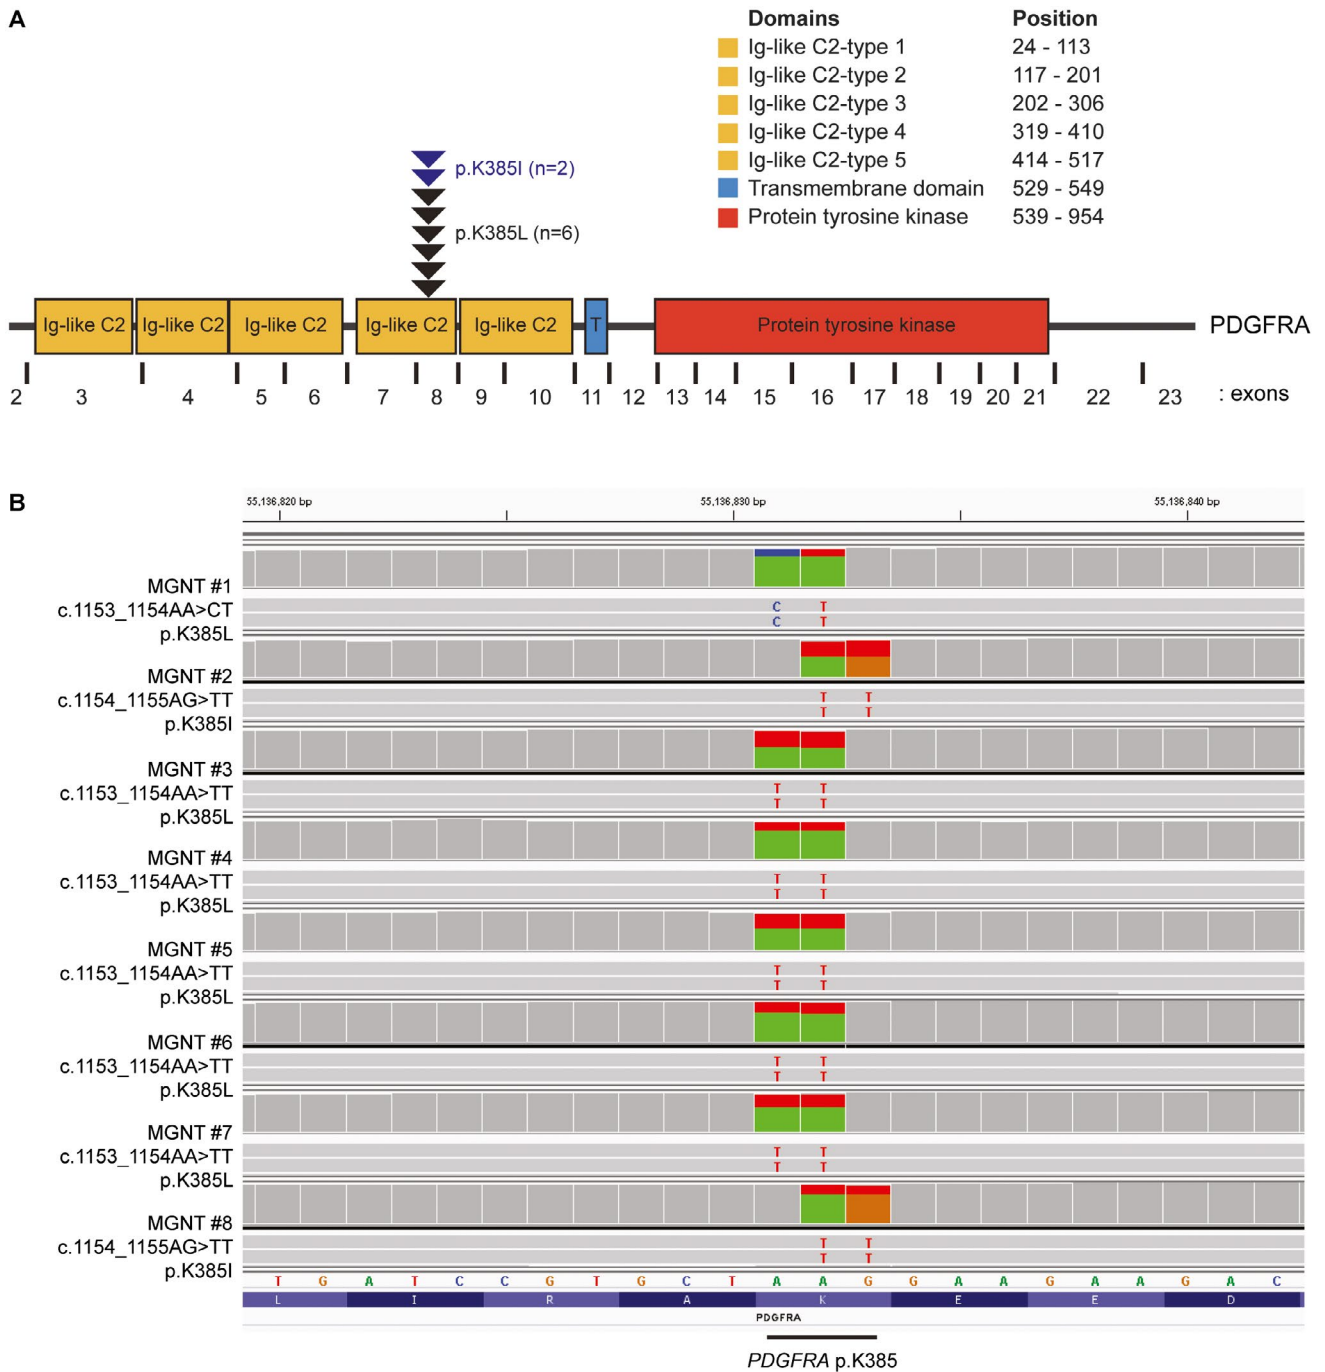 A
Domains Position
Ig-like C2-type 1 24 - 113
Ig-like C2-type 2 117 - 201
Ig-like C2-type 3 202 - 306
Ig-like C2-type 4 319 - 410
Ig-like C2-type 5 414 - 517
Transmembrane domain 529 - 549
Protein tyrosine kinase 539 - 954
p.K385I (n=2)
p.K385L (n=6)
Ig-like C2 Ig-like C2 Ig-like C2 Ig-like C2 Ig-like C2 T Protein tyrosine kinase PDGFRA
2 3 4 5 6 7 8 9 10 11 12 13 14 15 16 17 18 19 20 21 22 23 : exons
B
55,136,820 bp 55,136,830 bp 55,136,840 bp
MGNT #1
c.1153_1154AA>CT C T
p.K385L C T
MGNT #2
c.1154_1155AG>TT T T
p.K385I T T
MGNT #3
c.1153_1154AA>TT T T
p.K385L T T
MGNT #4
c.1153_1154AA>TT T T
p.K385L T T
MGNT #5
c.1153_1154AA>TT T T
p.K385L T T
MGNT #6
c.1153_1154AA>TT T T
p.K385L T T
MGNT #7
c.1153_1154AA>TT T T
p.K385L T T
MGNT #8
c.1154_1155AG>TT T T
p.K385I T T
T G A T C C G T G C T A A G G A A G A A G A C
L I R A K E E D
PDGFRA
PDGFRA p.K385